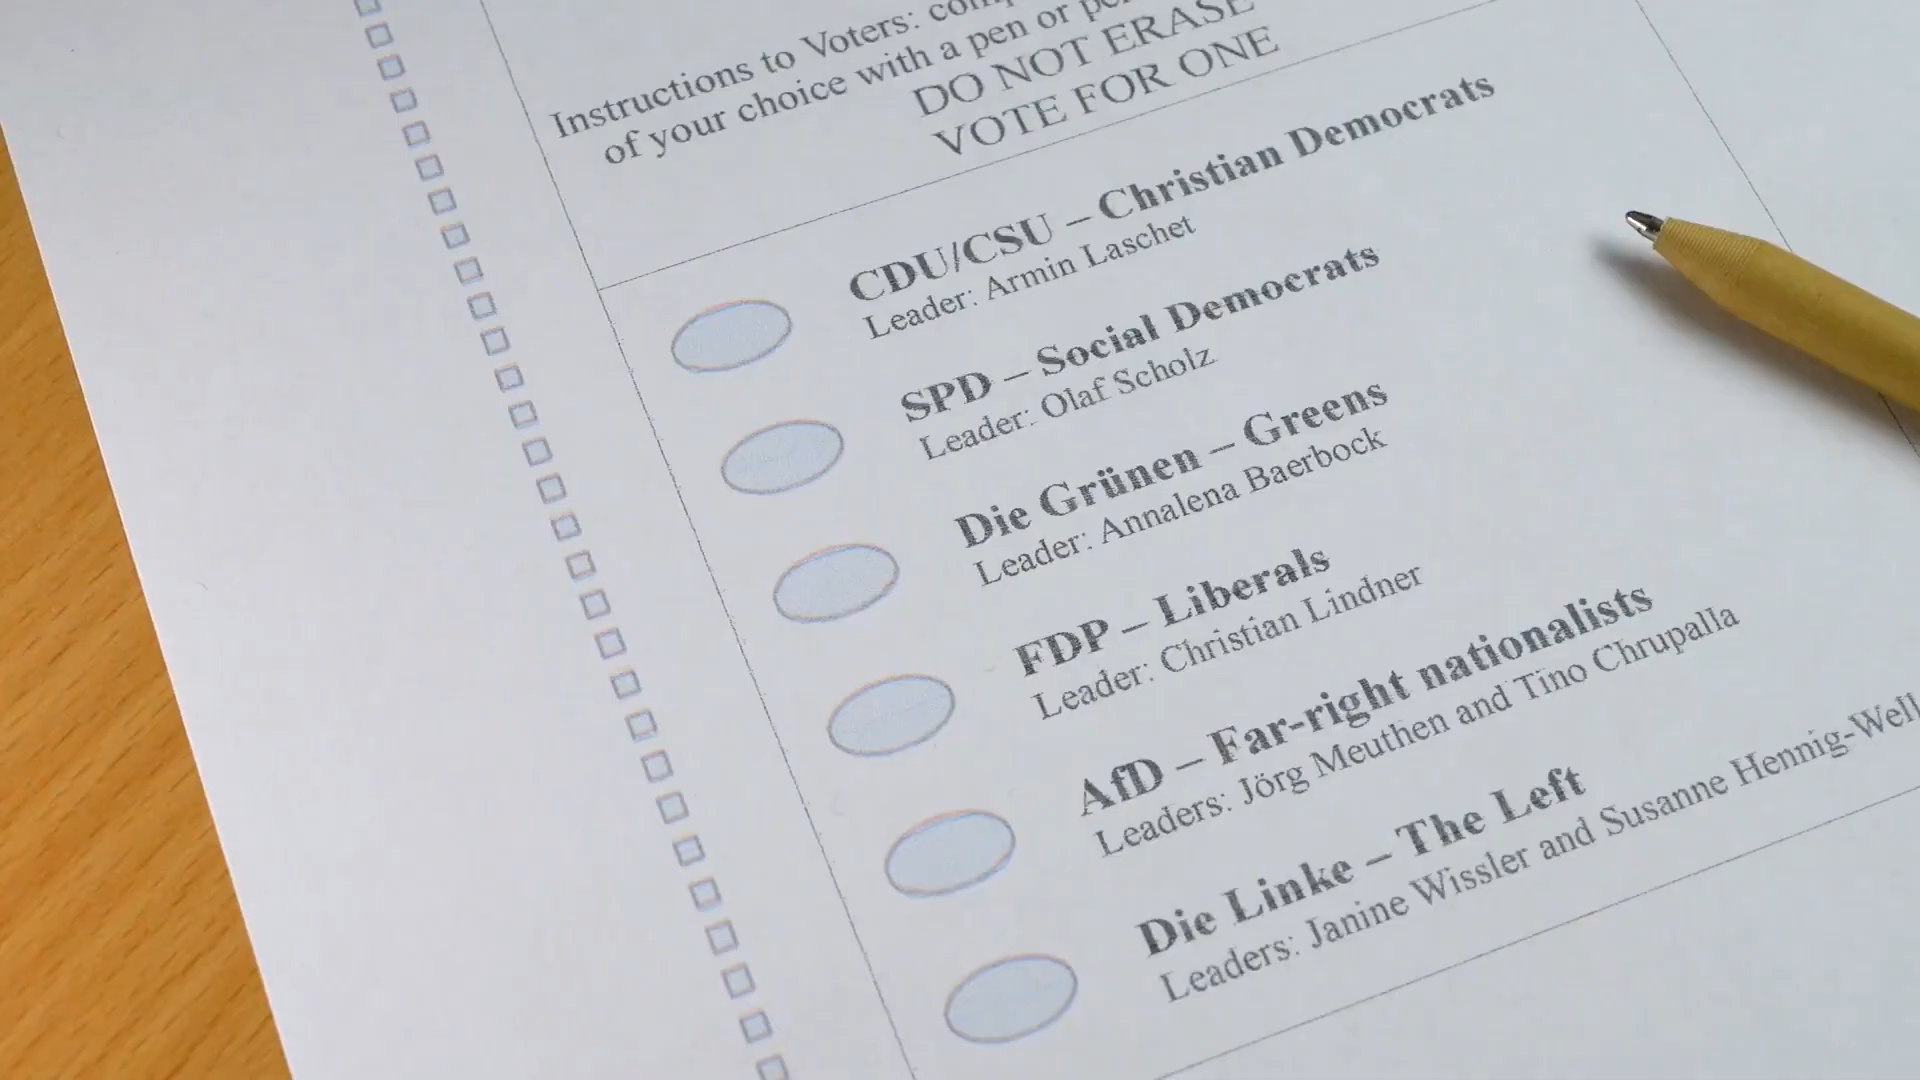 Instructions to Voters:
of your choice with a pen or
DO NOT ERASE
VOTE FOR ONE
CDU/CSU – Christian Democrats
Leader: Armin Laschet
SPD – Social Democrats
Leader: Olaf Scholz
Die Grünen – Greens
Leader: Annalena Baerbock
FDP – Liberals
Leader: Christian Lindner
AfD – Far-right nationalists
Leaders: Jörg Meuthen and Tino Chrupalla
Die Linke – The Left
Leaders: Janine Wissler and Susanne Hennig-Well